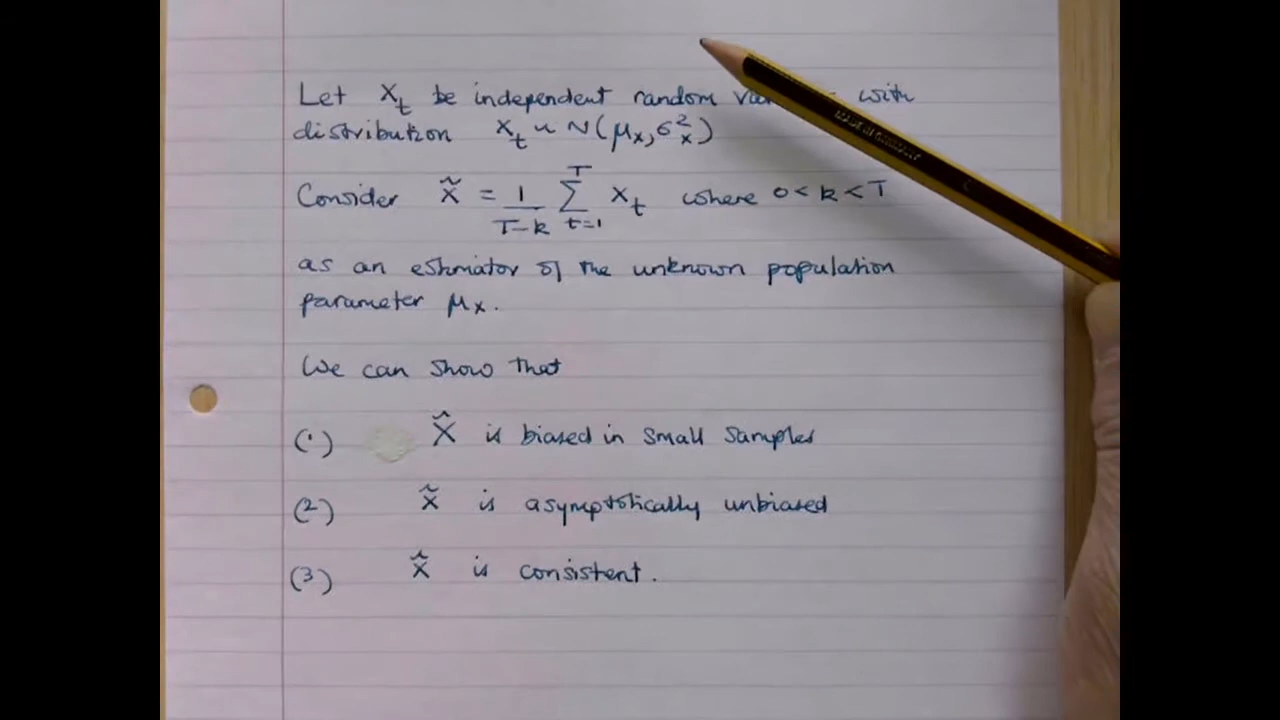 Let X_t be independent random with
distribution X_t ~ N(μ_x, σ_x^2)
Consider X̃ = 1/(T-k) Σ_{t=1}^{T} X_t where 0 < k < T
as an estimator of the unknown population
parameter μ_x.
We can show that
(1) X̃ is biased in small samples
(2) X̃ is asymptotically unbiased
(3) X̃ is consistent.